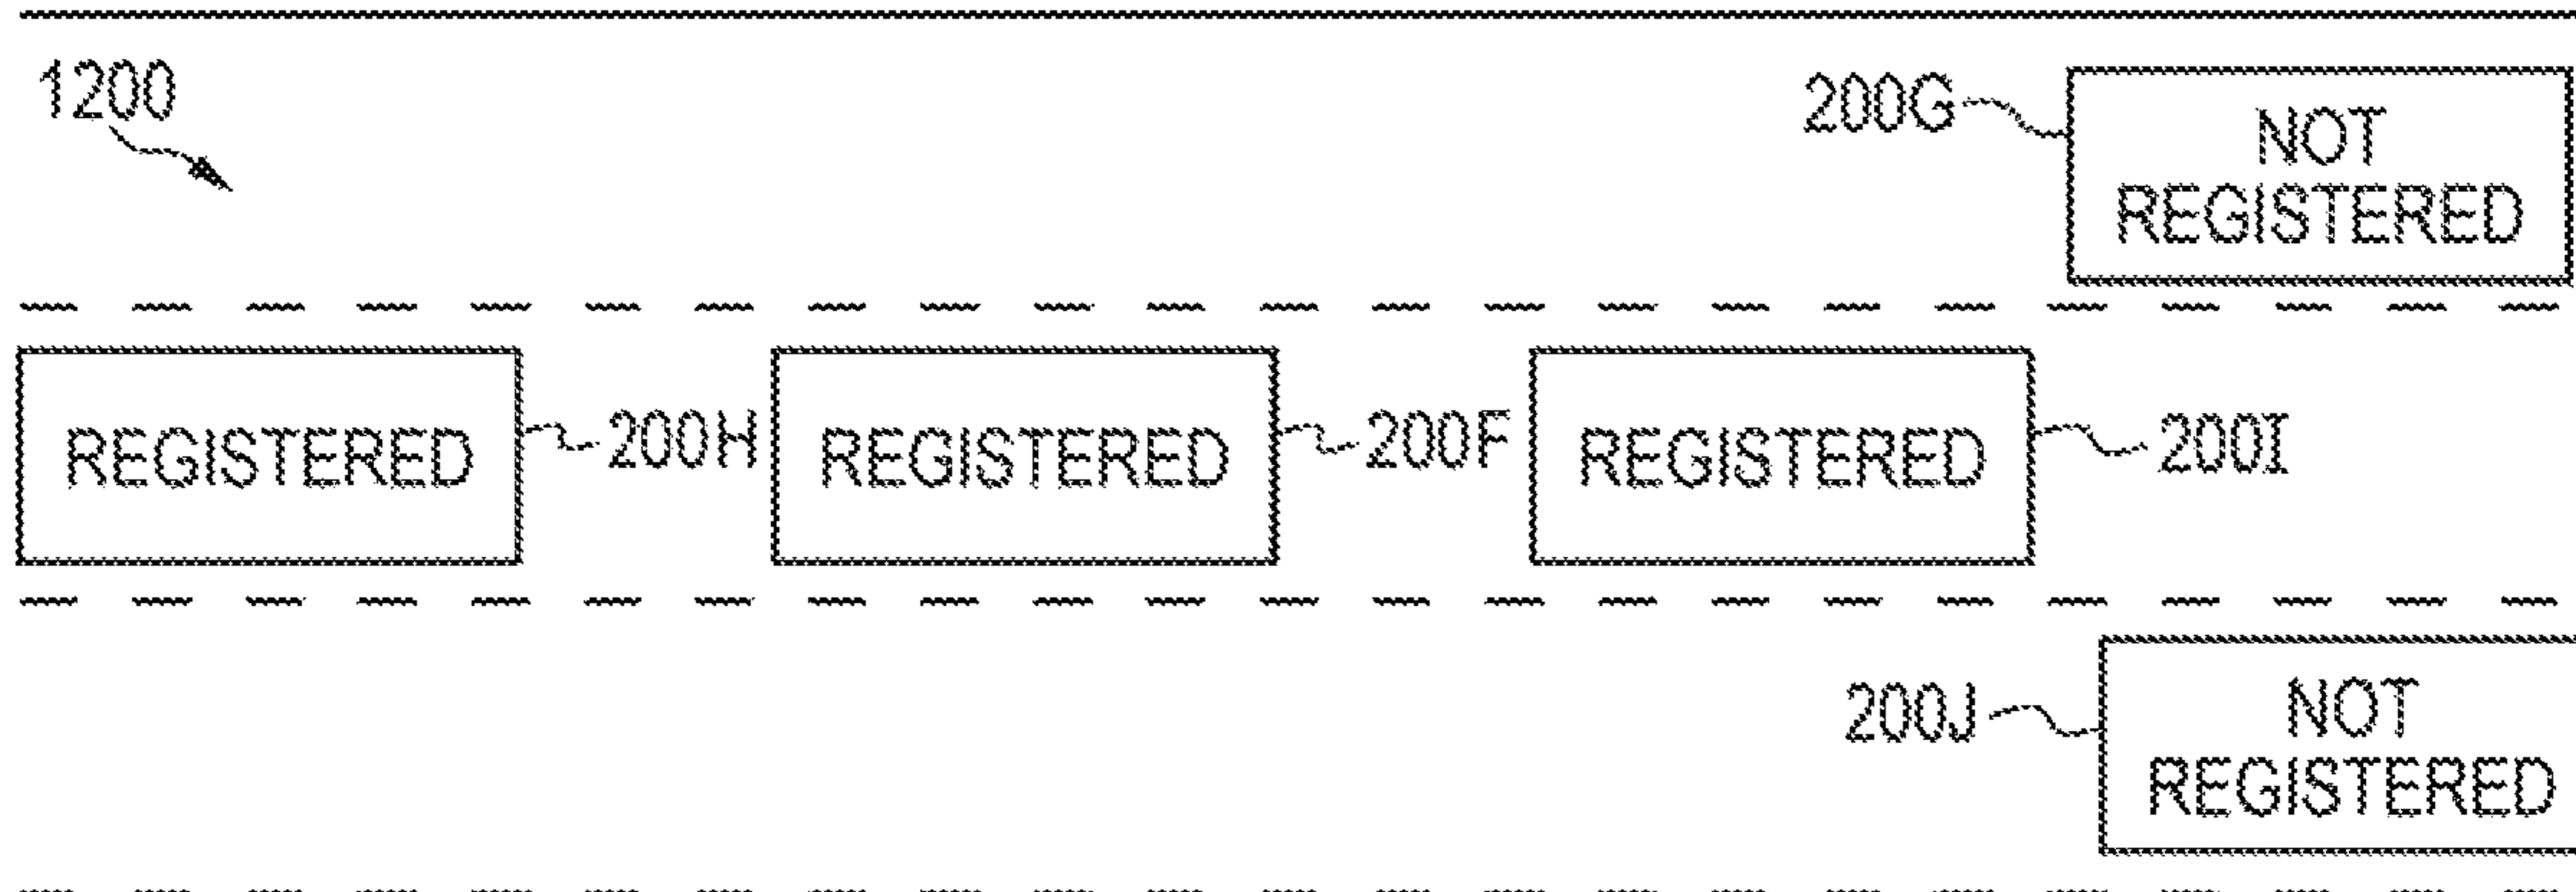 1200
200G
NOT
REGISTERED
REGISTERED 200H REGISTERED 200F REGISTERED 200I
200J
NOT
REGISTERED